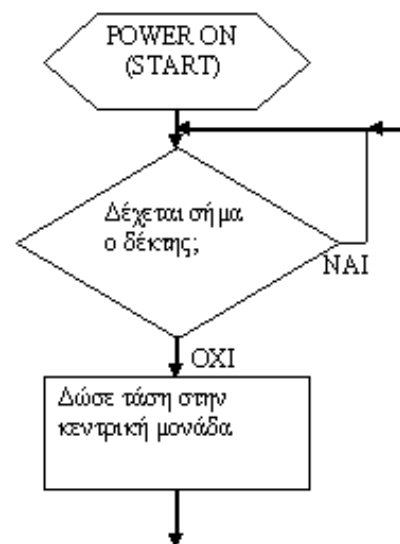 POWER ON
(START)
Δέχεται σήμα
ο δέκτης;
ΝΑΙ
ΟΧΙ
Δώσε τάση στην
κεντρική μονάδα